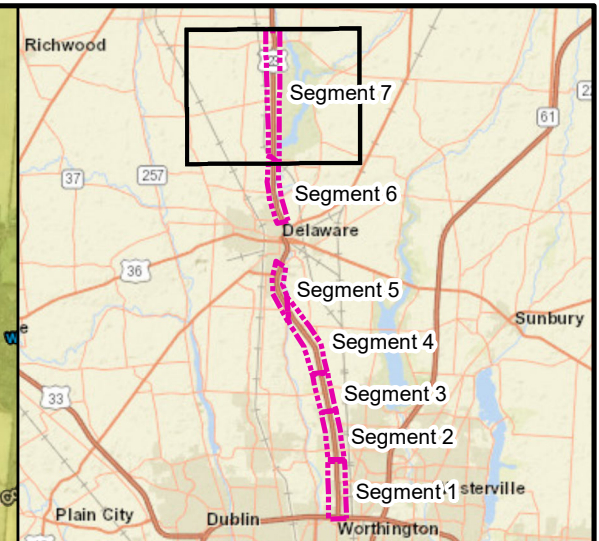 Richwood
Segment 7
61
37
257
Segment 6
Delaware
36
Segment 5
Sunbury
Segment 4
33
Segment 3
Segment 2
Segment 1
sterville
Plain City
Dublin
Worthington